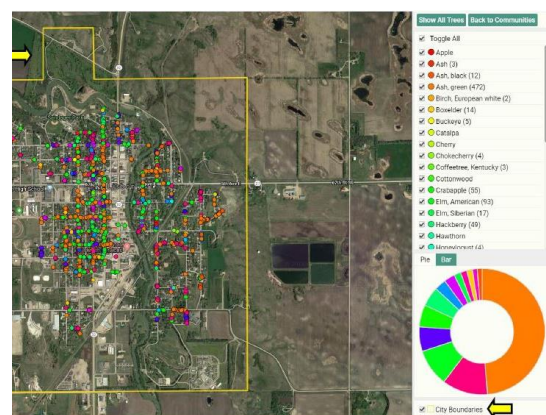 Show All Trees Back to Communities
Toggle All
Apple
Ash (3)
Ash, black (12)
Ash, green (472)
Birch, European white (2)
Boxelder (14)
Buckeye (5)
Catalpa
Cherry
Chokecherry (4)
Coffeetree, Kentucky (3)
Cottonwood
Crabapple (55)
Elm, American (93)
Elm, Siberian (17)
Hackberry (49)
Hawthorn
Honeylocust (4)
Pie Bar
City Boundaries